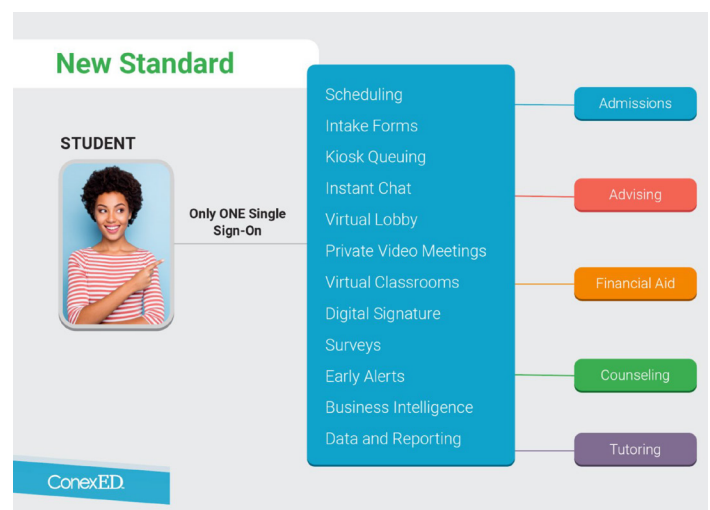 New Standard
STUDENT
Only ONE Single
Sign-On
Scheduling
Intake Forms
Kiosk Queuing
Instant Chat
Virtual Lobby
Private Video Meetings
Virtual Classrooms
Digital Signature
Surveys
Early Alerts
Business Intelligence
Data and Reporting
Admissions
Advising
Financial Aid
Counseling
Tutoring
ConexED.